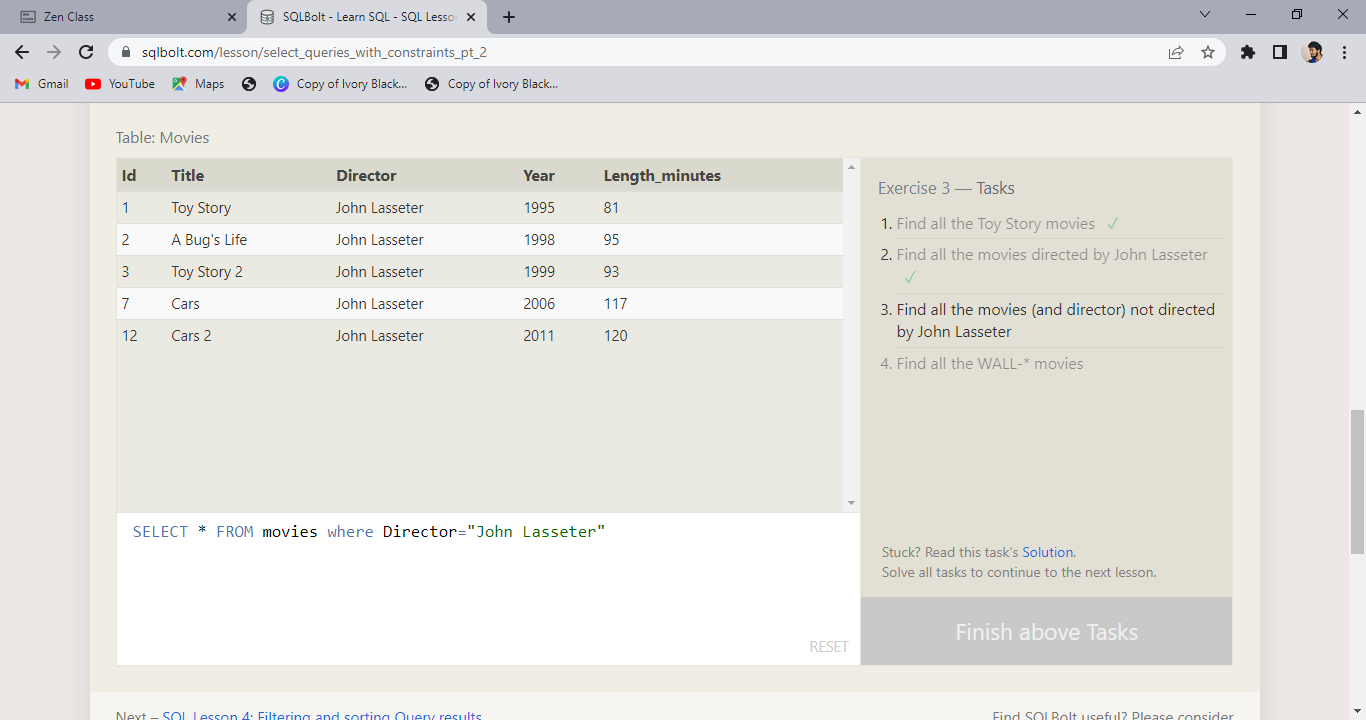 Zen Class
SQLBolt - Learn SQL - SQL Lesson
sqlbolt.com/lesson/select_queries_with_constraints_pt_2
Gmail YouTube Maps Copy of Ivory Black... Copy of Ivory Black...
Table: Movies
Id Title Director Year Length_minutes
1 Toy Story John Lasseter 1995 81
2 A Bug's Life John Lasseter 1998 95
3 Toy Story 2 John Lasseter 1999 93
7 Cars John Lasseter 2006 117
12 Cars 2 John Lasseter 2011 120
SELECT * FROM movies where Director="John Lasseter"
RESET
Exercise 3 — Tasks
1. Find all the Toy Story movies ✓
2. Find all the movies directed by John Lasseter
✓
3. Find all the movies (and director) not directed
by John Lasseter
4. Find all the WALL-* movies
Stuck? Read this task's Solution.
Solve all tasks to continue to the next lesson.
Finish above Tasks
Next – SQL Lesson 4: Filtering and sorting Query results
Find SQLBolt useful? Please consider